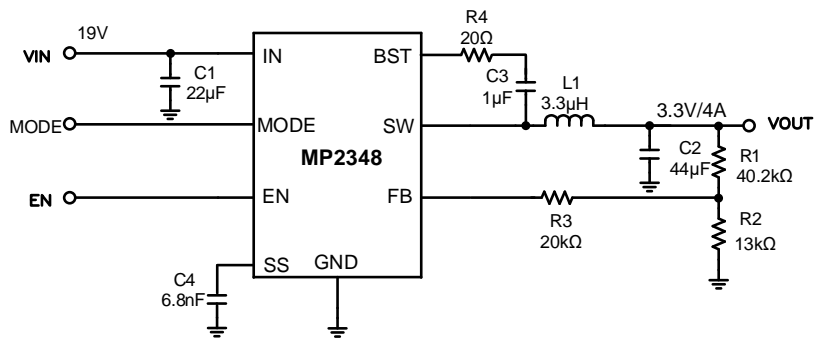 R4
20Ω
19V
VIN
IN
BST
C1
22µF
C3
1µF
L1
3.3µH
3.3V/4A
VOUT
MODE
MODE
SW
MP2348
C2
44µF
R1
40.2kΩ
EN
EN
FB
R3
20kΩ
R2
13kΩ
C4
6.8nF
SS
GND